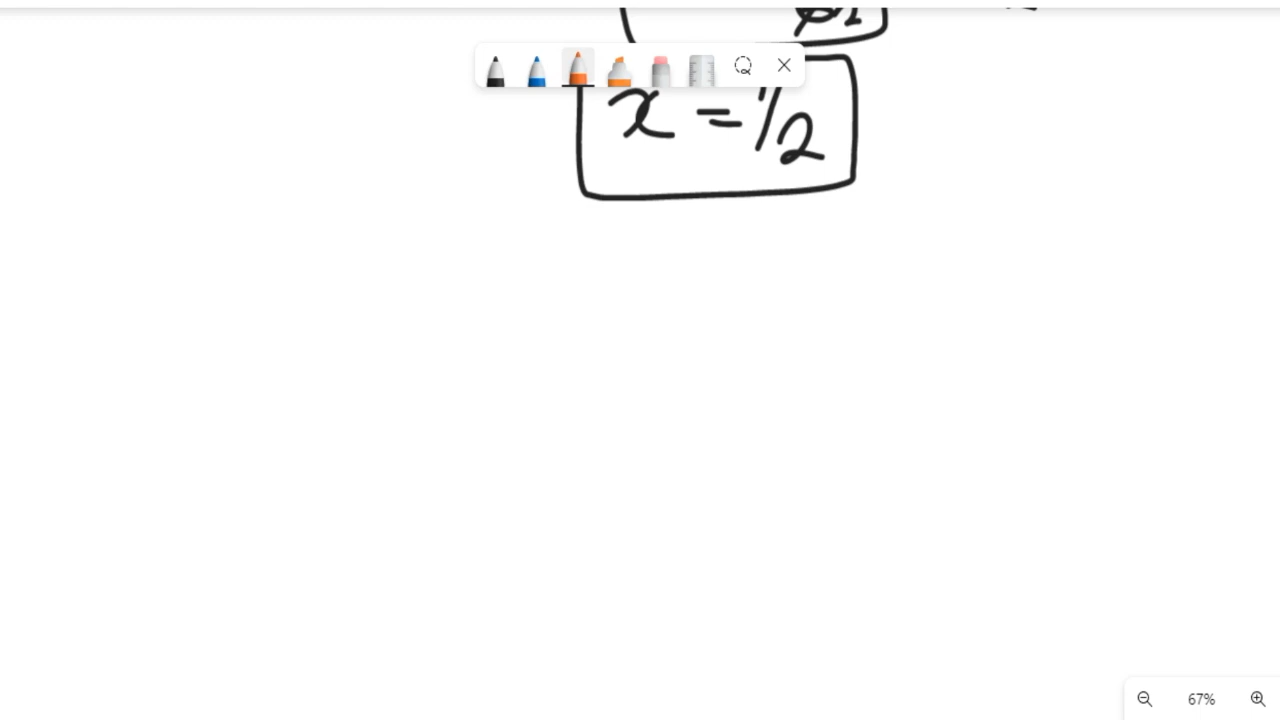 x = 1/2
67%